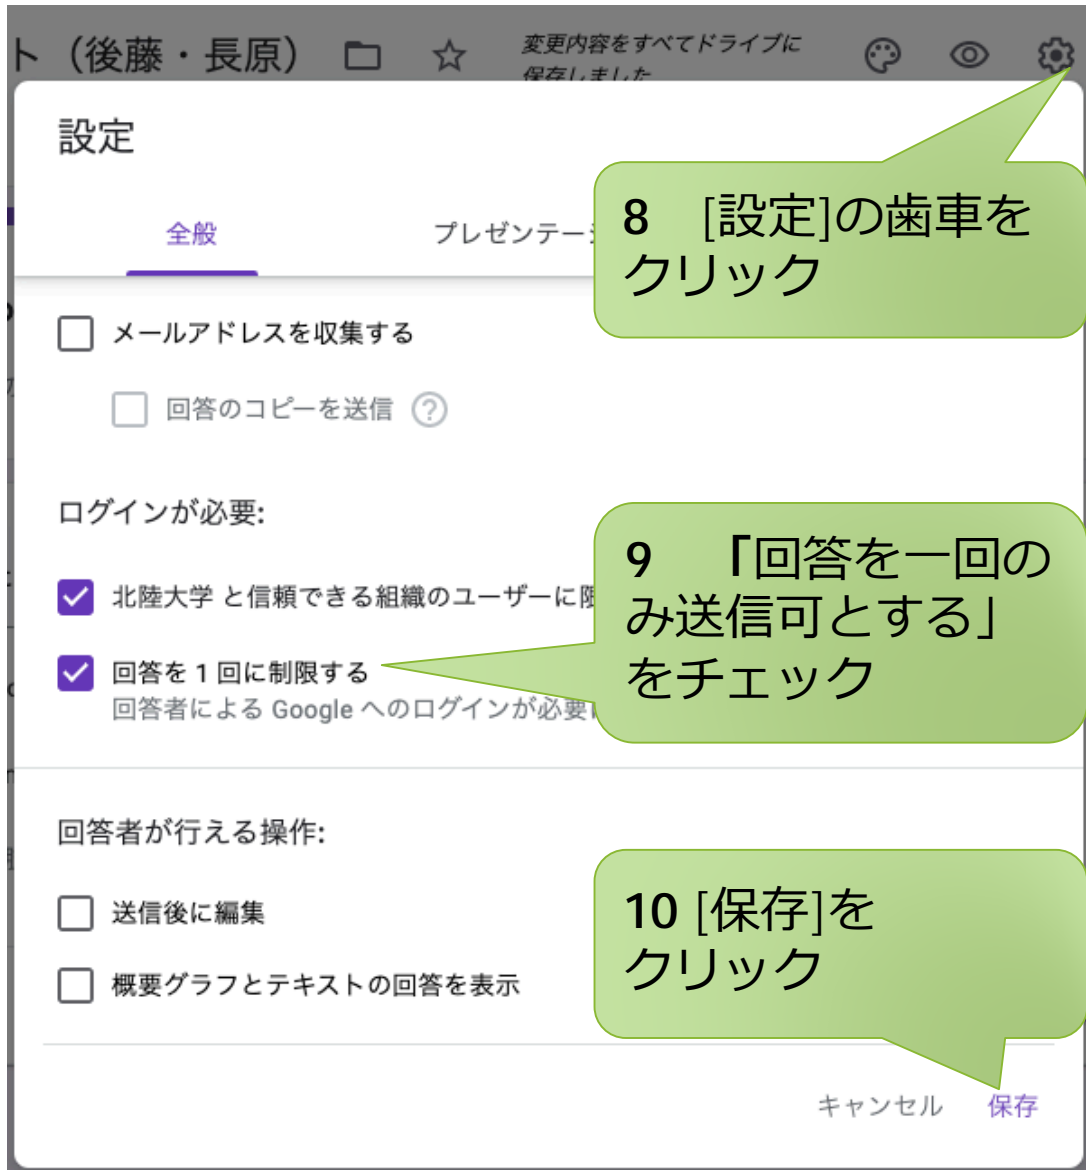 ト（後藤・長原）
変更内容をすべてドライブに
保存しました
設定
全般
プレゼンテー
8　[設定]の歯車を
クリック
メールアドレスを収集する
回答のコピーを送信
ログインが必要:
北陸大学 と信頼できる組織のユーザーに限
9　「回答を一回の
み送信可とする」
をチェック
回答を 1 回に制限する
回答者による Google へのログインが必要
回答者が行える操作:
送信後に編集
概要グラフとテキストの回答を表示
10 [保存]を
クリック
キャンセル
保存